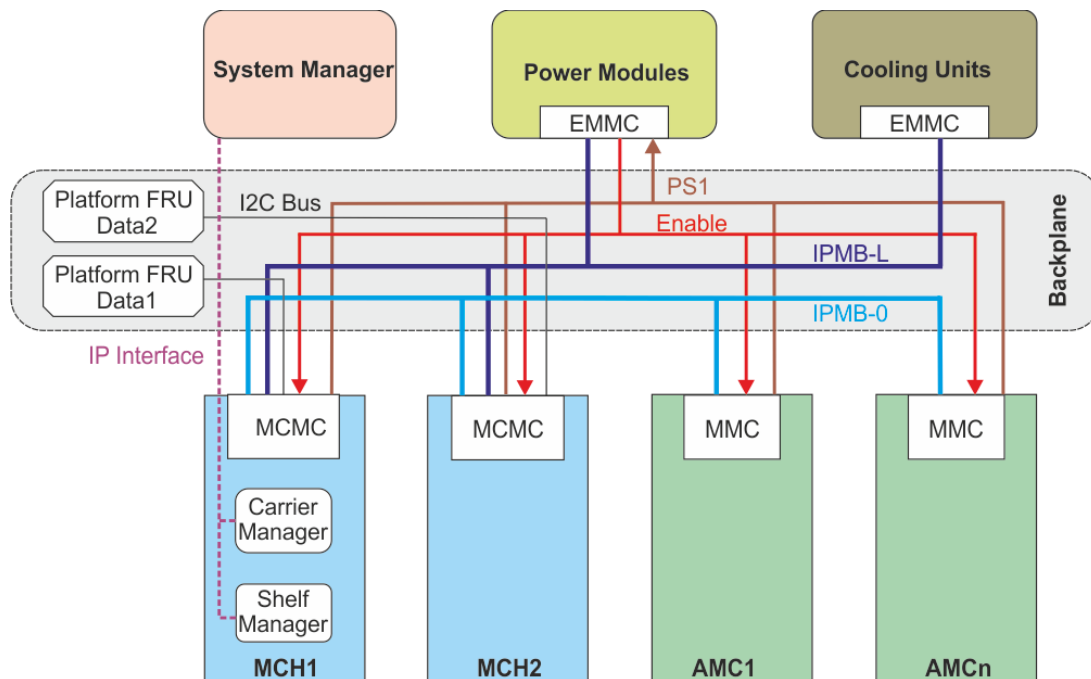 System Manager
Power Modules
Cooling Units
EMMC
EMMC
Platform FRU
Data2
I2C Bus
PS1
Enable
Platform FRU
Data1
IPMB-L
IPMB-0
Backplane
IP Interface
MCMC
MCMC
MMC
MMC
Carrier
Manager
Shelf
Manager
MCH1
MCH2
AMC1
AMCn